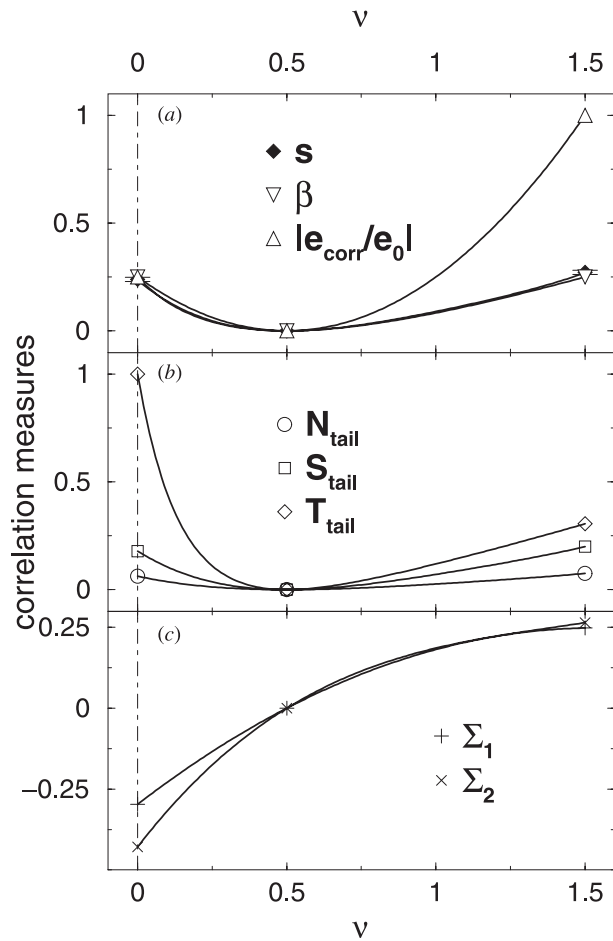 ν
0 0.5 1 1.5
(a)
1
s
β
|e_corr/e_0|
0.5
0
(b)
1
N_tail
S_tail
T_tail
0.5
0
correlation measures
(c)
0.25
0
Σ_1
Σ_2
−0.25
0 0.5 1 1.5
ν